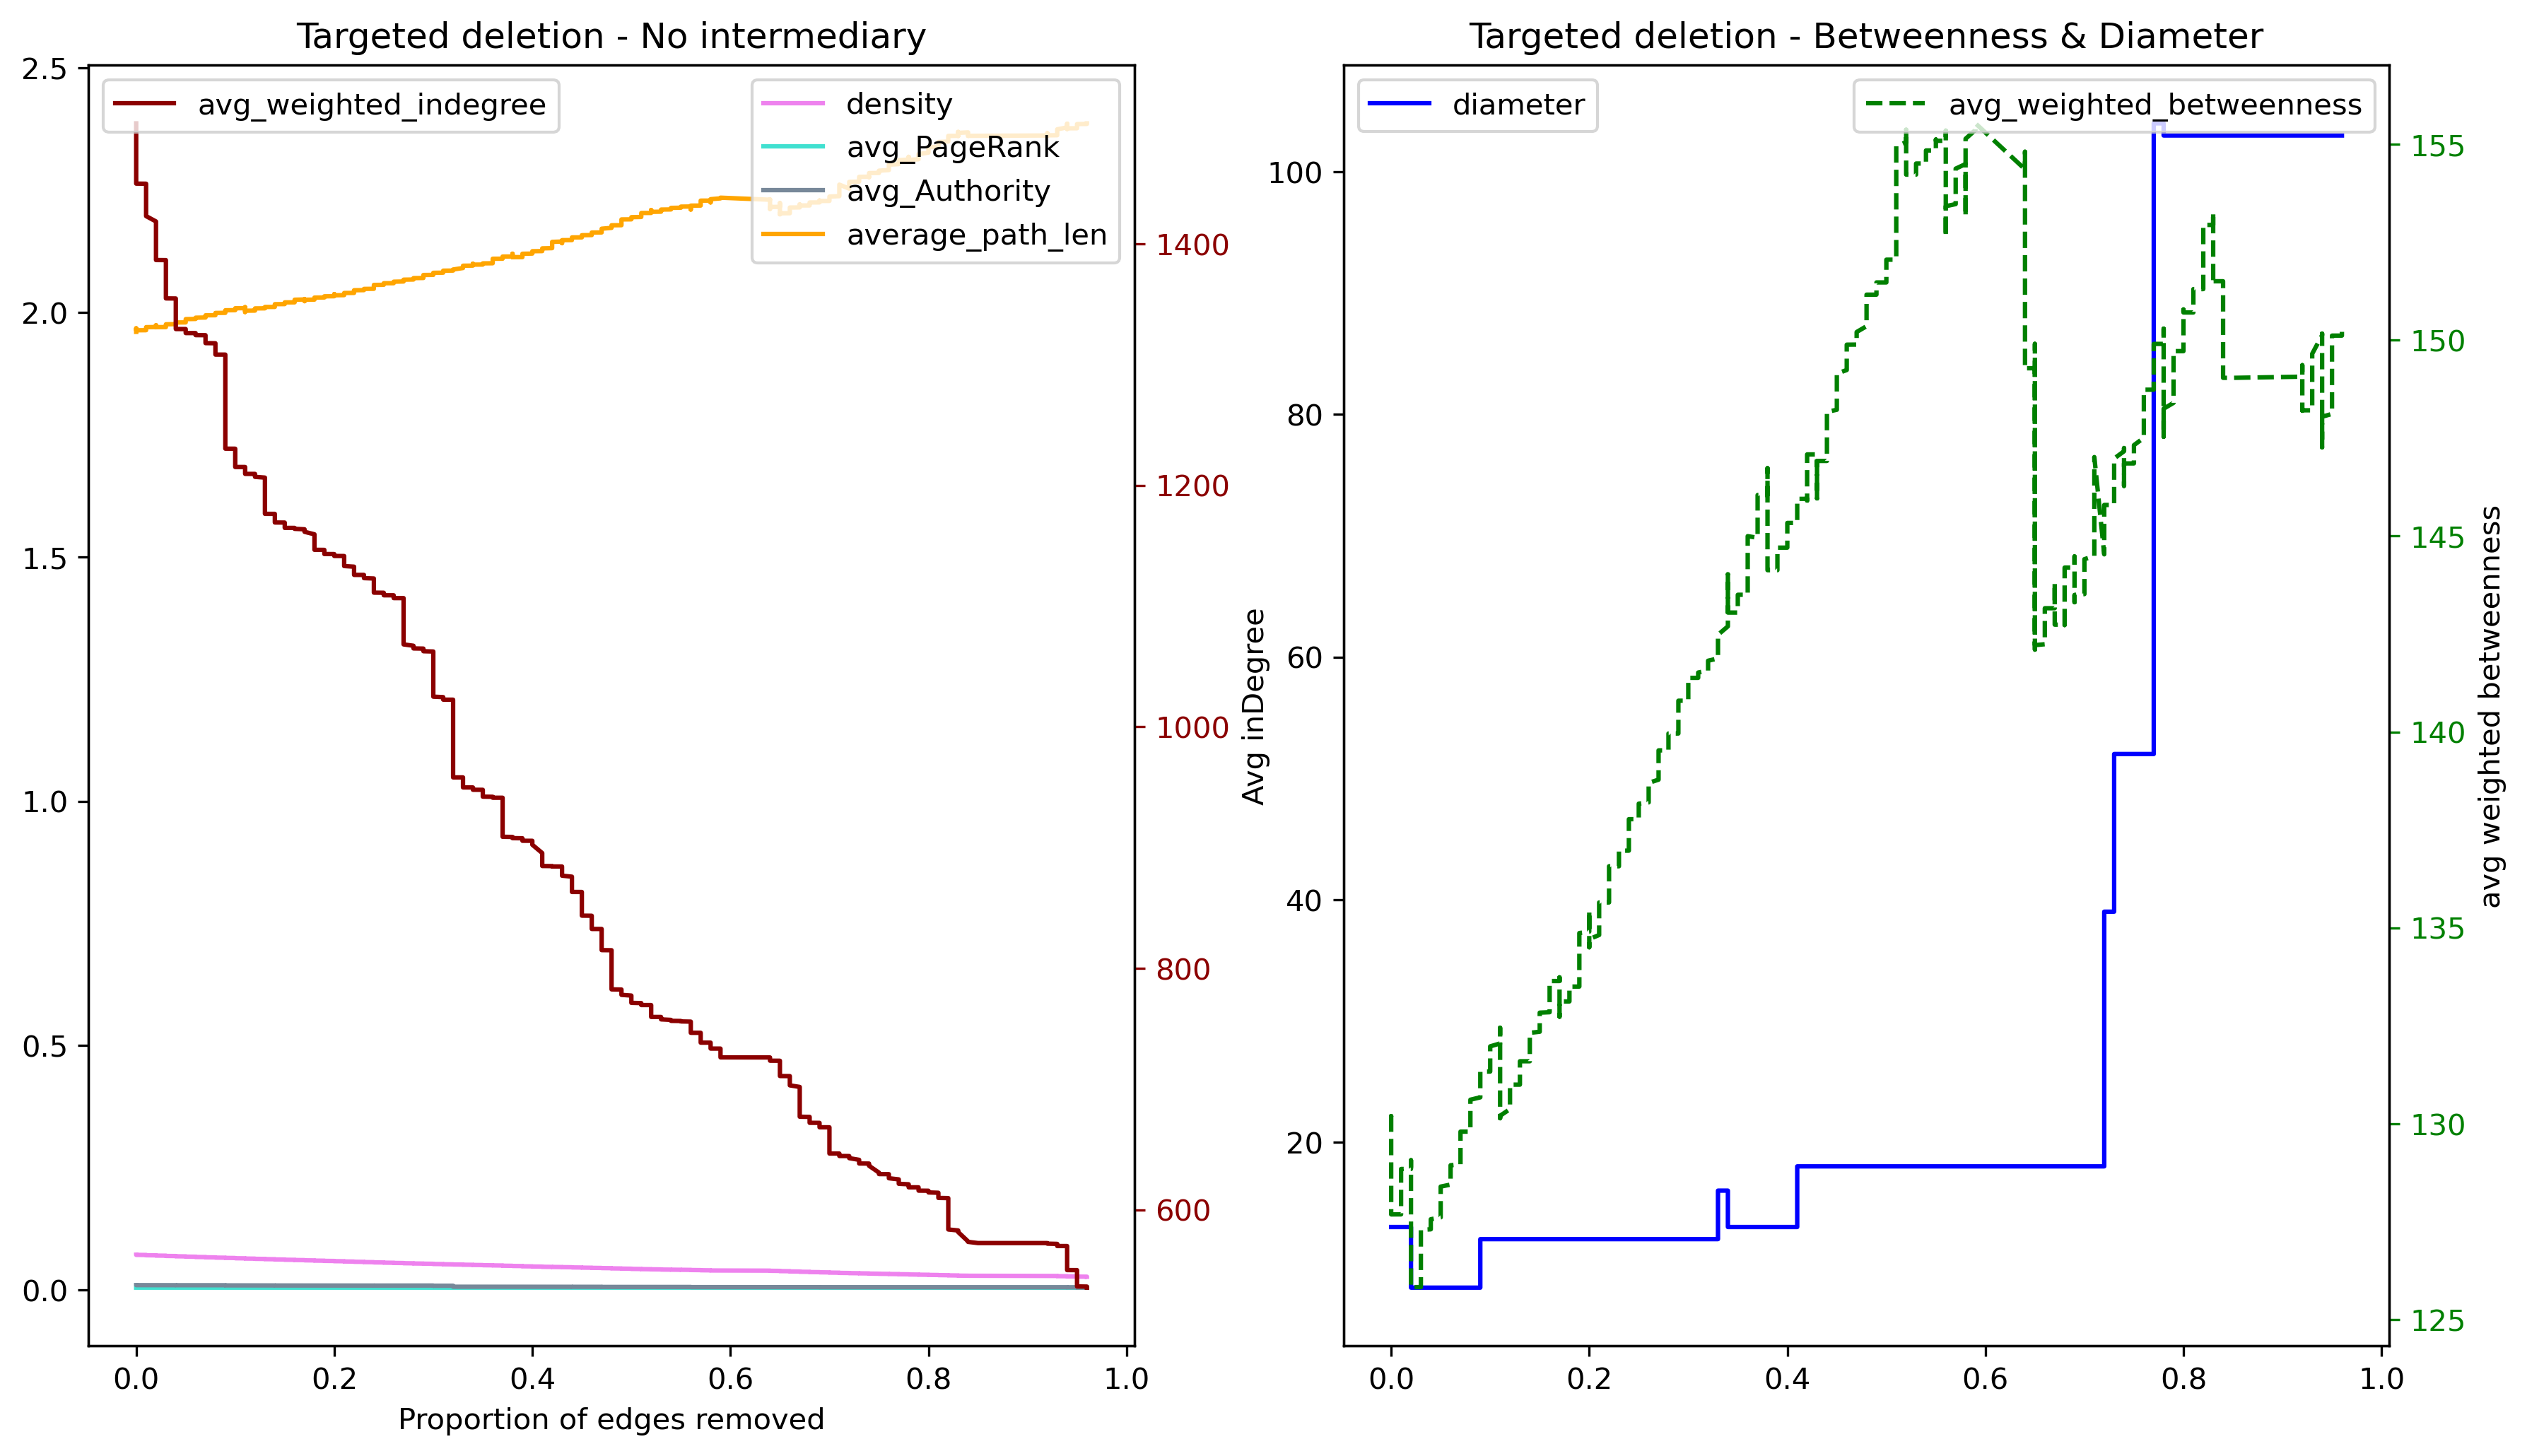 Targeted deletion - No intermediary
avg_weighted_indegree
density
avg_PageRank
avg_Authority
average_path_len
2.5
2.0
1.5
1.0
0.5
0.0
1400
1200
1000
800
600
Avg inDegree
0.0 0.2 0.4 0.6 0.8 1.0
Proportion of edges removed
Targeted deletion - Betweenness & Diameter
diameter
avg_weighted_betweenness
100
80
60
40
20
155
150
145
140
135
130
125
avg weighted betweenness
0.0 0.2 0.4 0.6 0.8 1.0